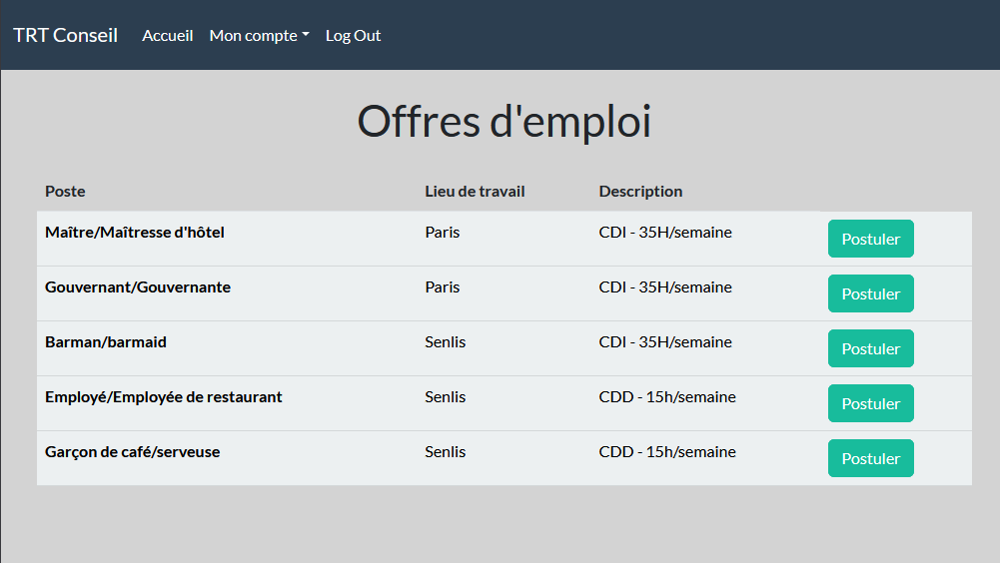 TRT Conseil Accueil Mon compte Log Out
Offres d'emploi
Poste Lieu de travail Description
Maître/Maîtresse d'hôtel Paris CDI - 35H/semaine Postuler
Gouvernant/Gouvernante Paris CDI - 35H/semaine Postuler
Barman/barmaid Senlis CDI - 35H/semaine Postuler
Employé/Employée de restaurant Senlis CDD - 15h/semaine Postuler
Garçon de café/serveuse Senlis CDD - 15h/semaine Postuler